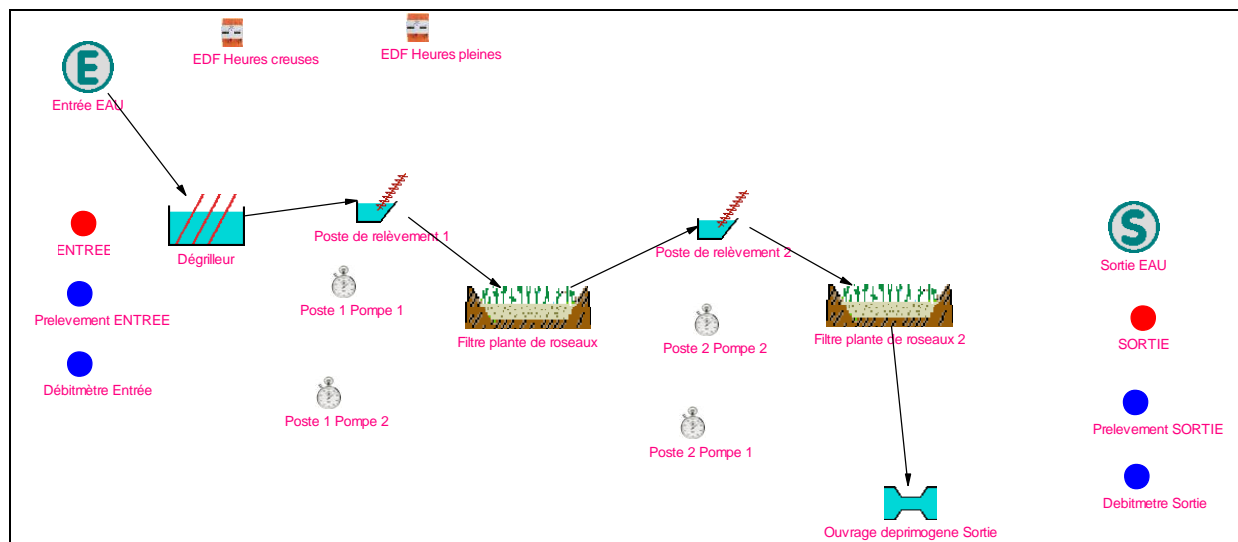 EDF Heures creuses
EDF Heures pleines
E
Entrée EAU
Poste de relèvement 1
Poste de relèvement 2
S
ENTREE
Dégrilleur
Sortie EAU
Poste 1 Pompe 1
Prelevement ENTREE
Filtre plante de roseaux
Poste 2 Pompe 2
Filtre plante de roseaux 2
SORTIE
Débitmètre Entrée
Poste 1 Pompe 2
Poste 2 Pompe 1
Prelevement SORTIE
Ouvrage deprimogene Sortie
Debitmetre Sortie